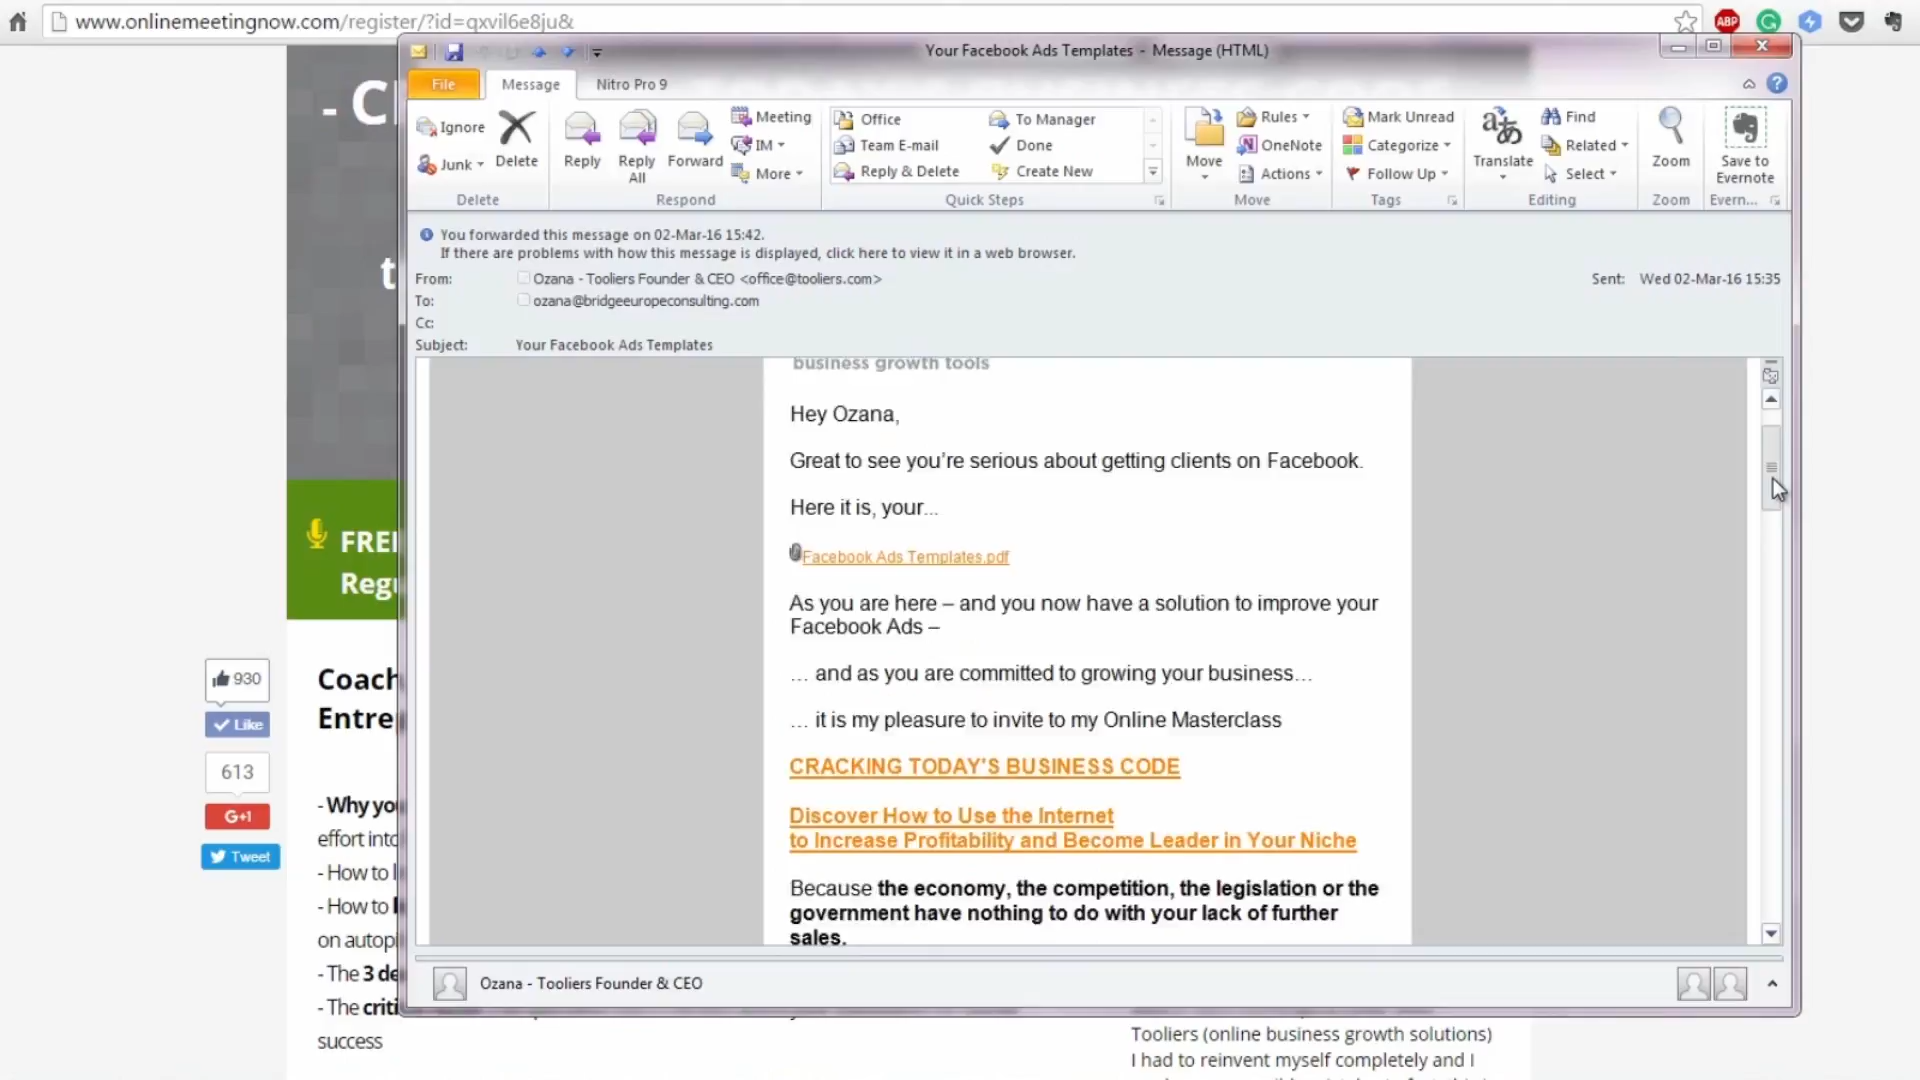 www.onlinemeetingnow.com/register/?id=qxvil6e8ju&
ABP
Your Facebook Ads Templates - Message (HTML)
File
Message
Nitro Pro 9
Ignore
Junk
Delete
Delete
Reply
Reply All
Forward
Meeting
IM
More
Respond
Office
Team E-mail
Reply & Delete
To Manager
Done
Create New
Quick Steps
Move
Rules
OneNote
Actions
Move
Mark Unread
Categorize
Follow Up
Tags
Translate
Find
Related
Select
Editing
Zoom
Zoom
Save to Evernote
Evern...
You forwarded this message on 02-Mar-16 15:42.
If there are problems with how this message is displayed, click here to view it in a web browser.
From: Ozana - Tooliers Founder & CEO <office@tooliers.com>
Sent: Wed 02-Mar-16 15:35
To: ozana@bridgeeuropeconsulting.com
Cc:
Subject: Your Facebook Ads Templates
business growth tools
Hey Ozana,
Great to see you're serious about getting clients on Facebook.
Here it is, your...
Facebook Ads Templates.pdf
As you are here – and you now have a solution to improve your
Facebook Ads –
… and as you are committed to growing your business…
… it is my pleasure to invite to my Online Masterclass
CRACKING TODAY'S BUSINESS CODE
Discover How to Use the Internet
to Increase Profitability and Become Leader in Your Niche
Because the economy, the competition, the legislation or the
government have nothing to do with your lack of further
sales.
Ozana - Tooliers Founder & CEO
930
Like
613
G+1
Tweet
- Why
effort
- How to
- How to
on
- The 3
- The
success
Tooliers (online business growth solutions)
I had to reinvent myself completely and I